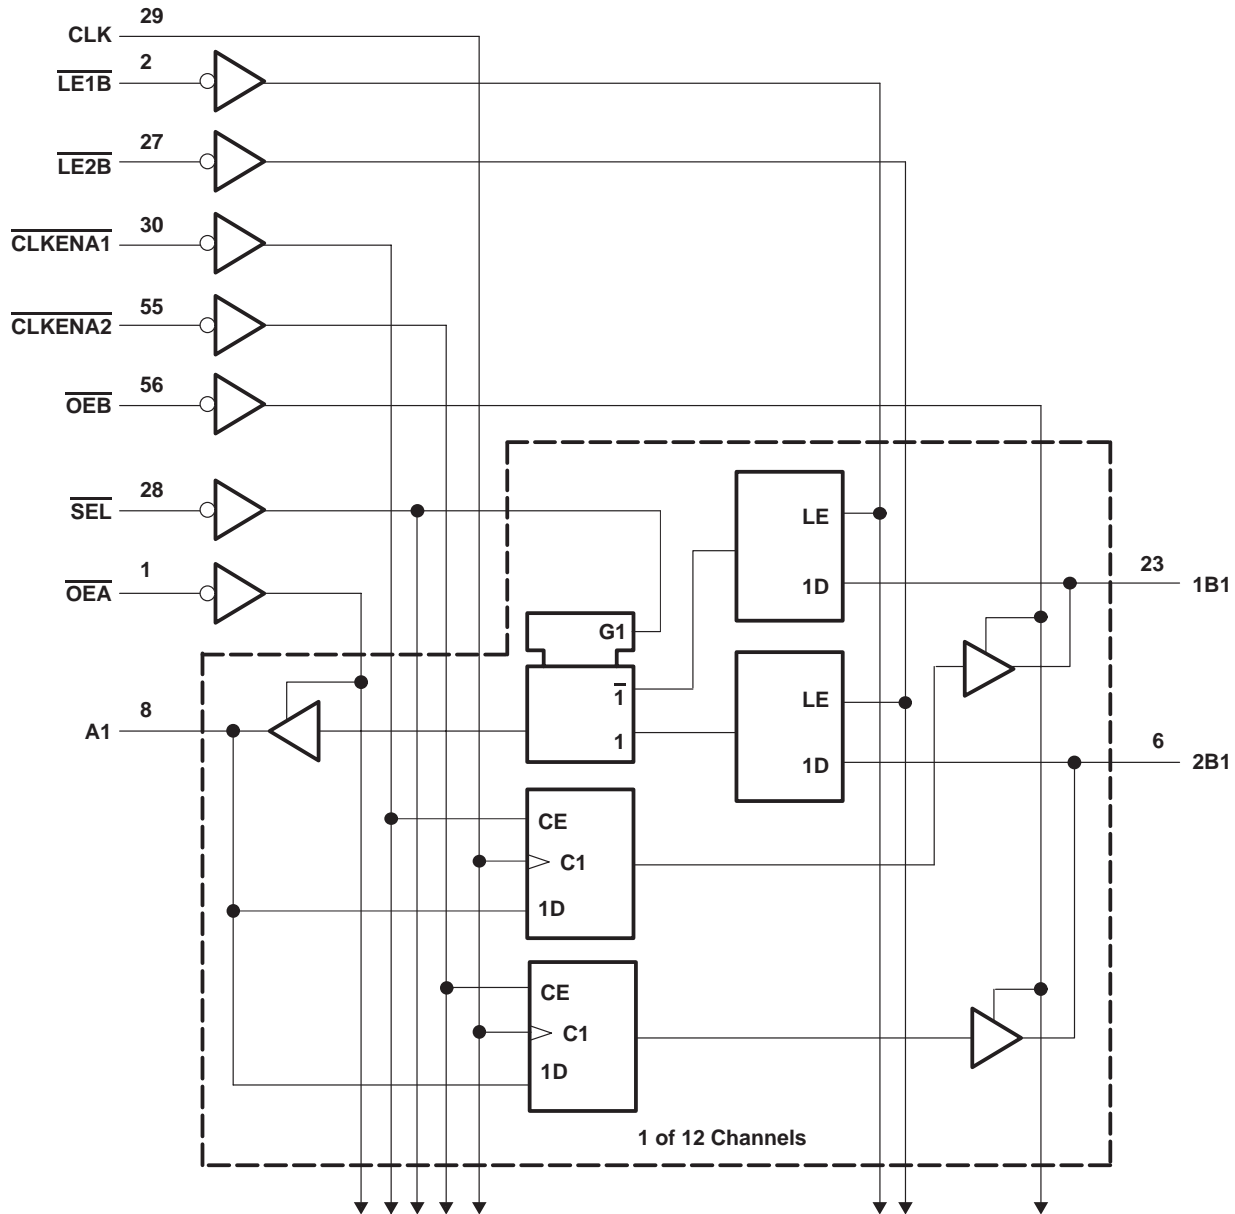 29
CLK
2
LE1B
27
LE2B
30
CLKENA1
55
CLKENA2
56
OEB
28
SEL
1
OEA
LE
1D
23
1B1
G1
1
1
LE
1D
6
2B1
8
A1
CE
C1
1D
CE
C1
1D
1 of 12 Channels